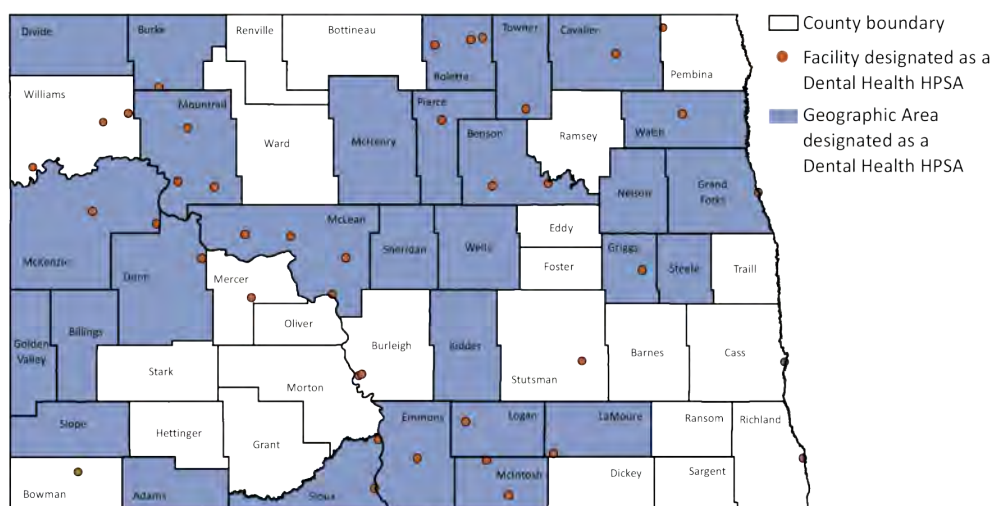 Divide
Burke
Renville
Bottineau
Rolette
Towner
Cavalier
Pembina
Williams
Mountrail
Ward
McHenry
Pierce
Benson
Ramsey
Walsh
Nelson
Grand
Forks
McKenzie
Dunn
McLean
Mercer
Oliver
Sheridan
Wells
Eddy
Foster
Griggs
Steele
Traill
Golden
Valley
Billings
Stark
Morton
Burleigh
Kidder
Stutsman
Barnes
Cass
Slope
Hettinger
Grant
Emmons
Logan
LaMoure
Ransom
Richland
Bowman
Adams
Sioux
McIntosh
Dickey
Sargent
County boundary
Facility designated as a
Dental Health HPSA
Geographic Area
designated as a
Dental Health HPSA